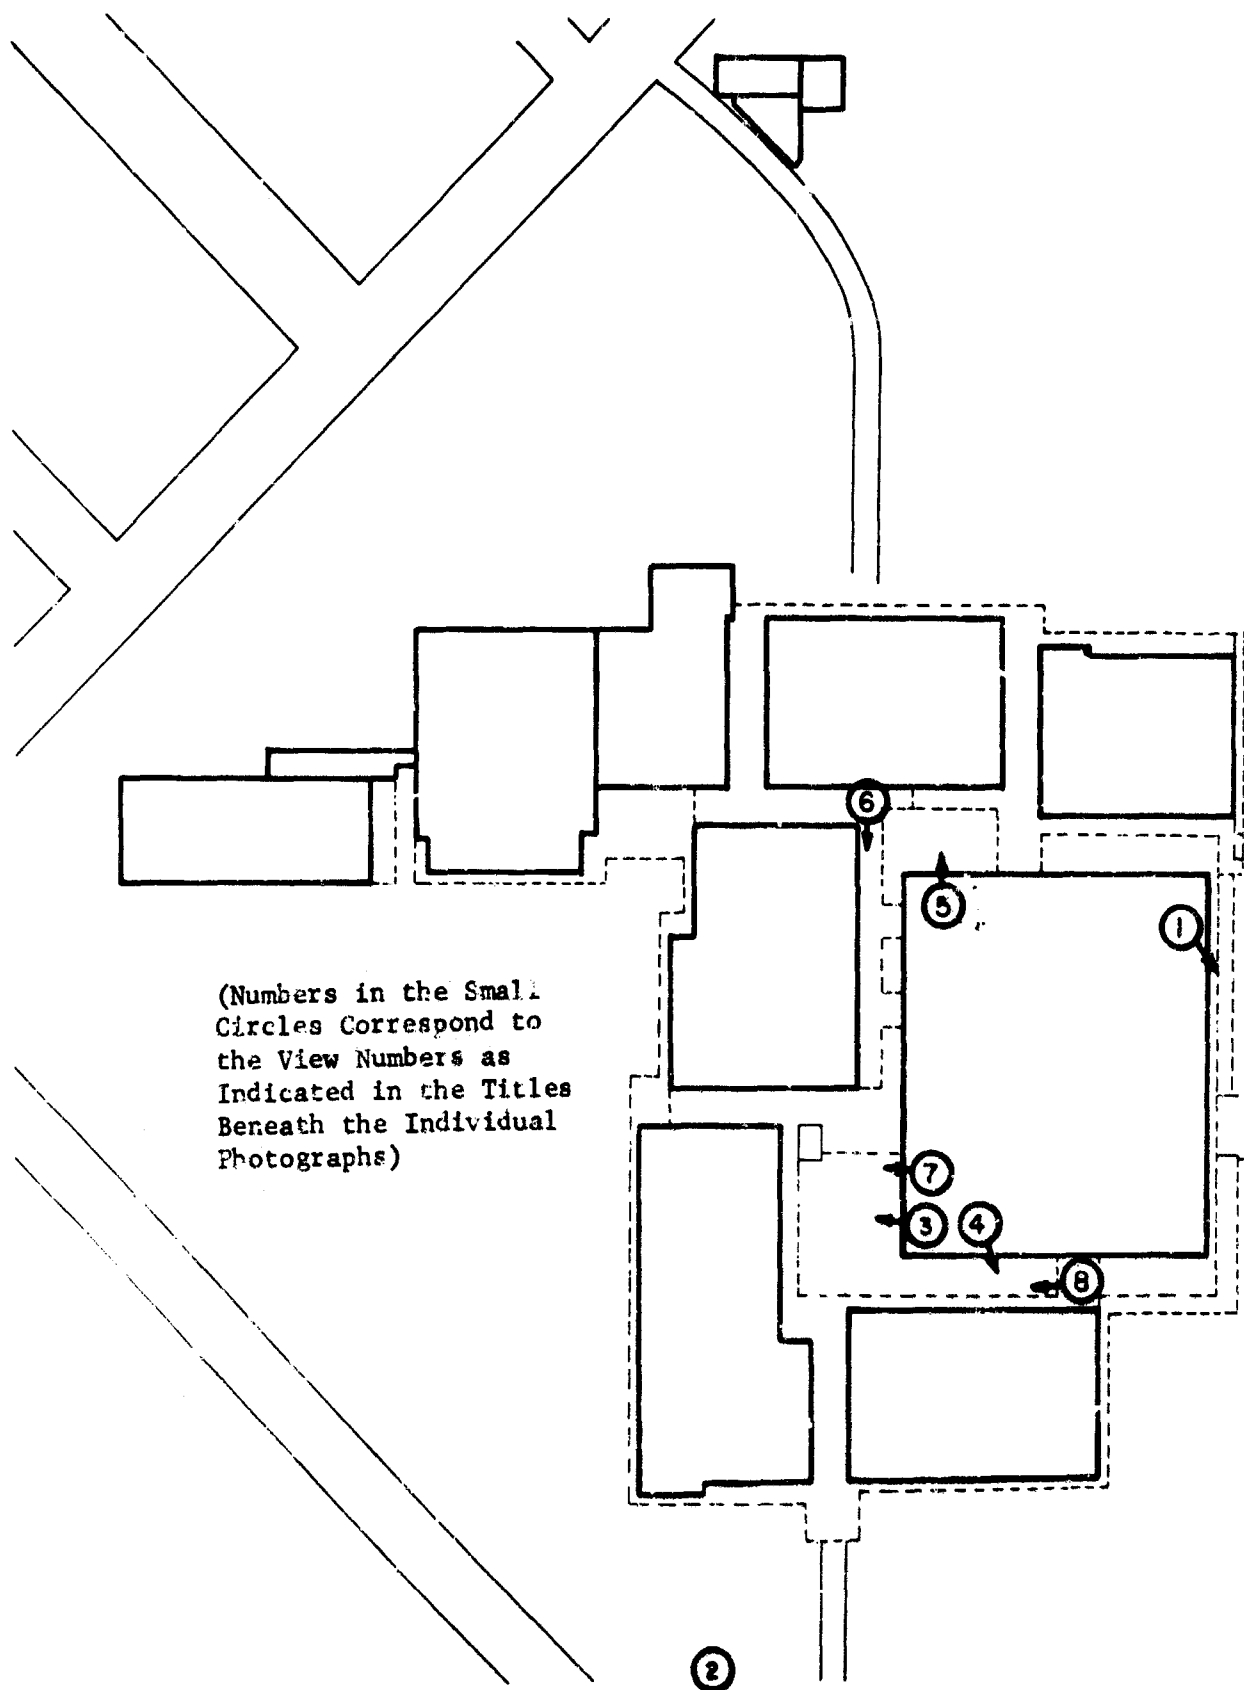 6
5
1
(Numbers in the Small
Circles Correspond to
the View Numbers as
Indicated in the Titles
Beneath the Individual
Photographs)
7
3 4
8
2